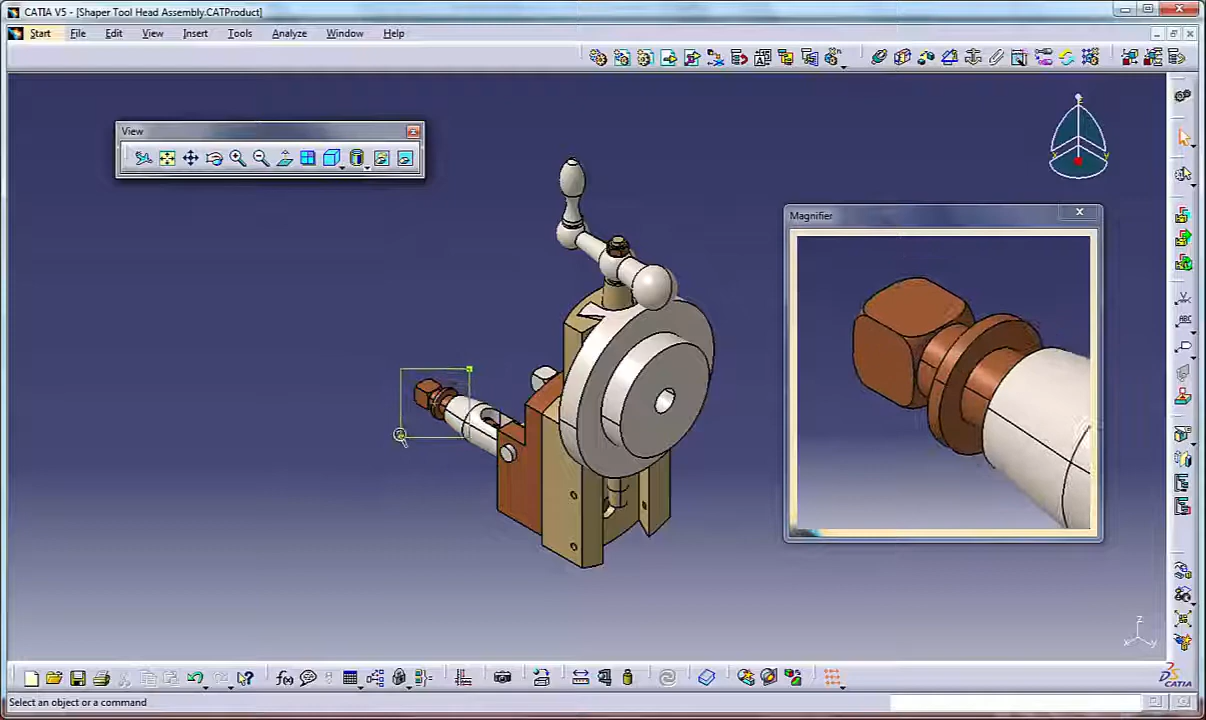 CATIA V5 - [Shaper Tool Head Assembly.CATProduct]
Start File Edit View Insert Tools Analyze Window Help
View
Magnifier
z
x y
z
x y
CATIA
Select an object or a command